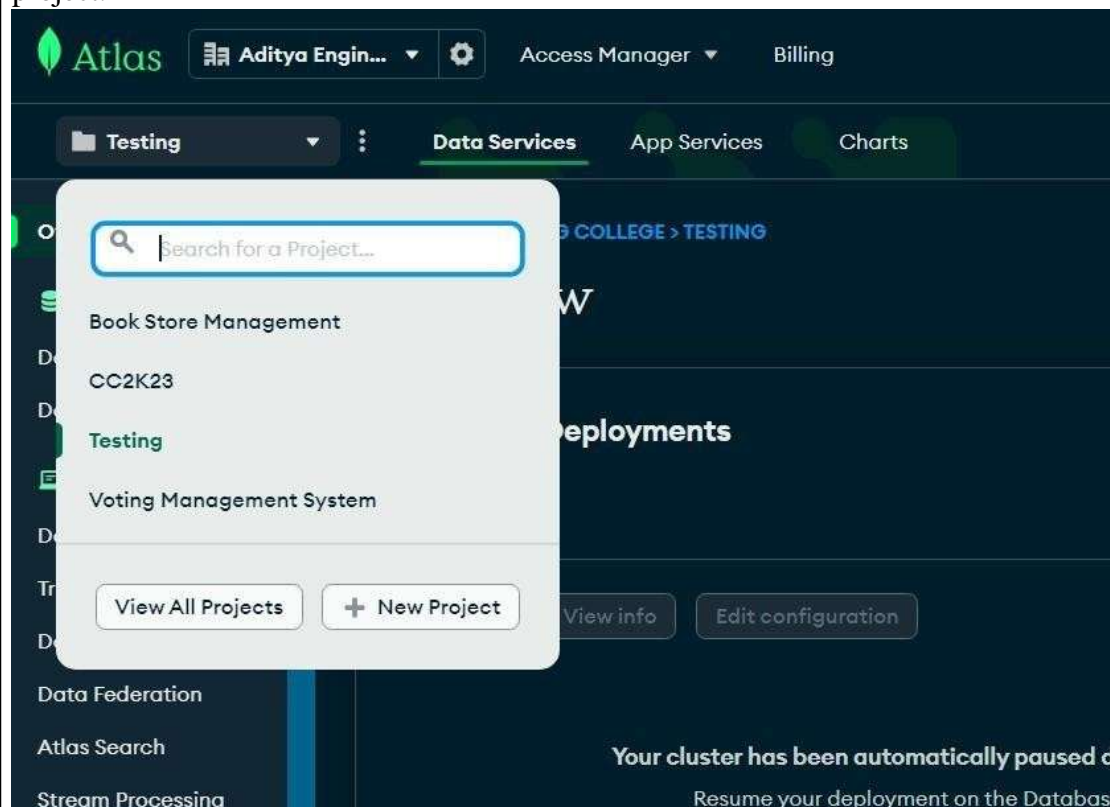 Atlas Aditya Engin... Access Manager Billing
Testing Data Services App Services Charts
Search for a Project...
G COLLEGE > TESTING
Book Store Management
CC2K23
Testing
eployments
Voting Management System
View All Projects + New Project
View info Edit configuration
Data Federation
Atlas Search
Your cluster has been automatically paused
Stream Processing
Resume your deployment on the Databas